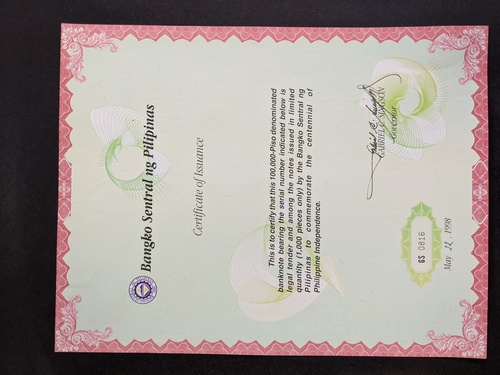 Bangko Sentral ng Pilipinas
Certificate of Issuance
This is to certify that this 100,000-Piso denominated
banknote bearing the serial number indicated below is
legal tender and among the notes issued in limited
quantity (1,000 pieces only) by the Bangko Sentral ng
Pilipinas to commemorate the centennial of
Philippine Independence.
GABRIEL C. SINGSON
Governor
GS 0816
May 22, 1998